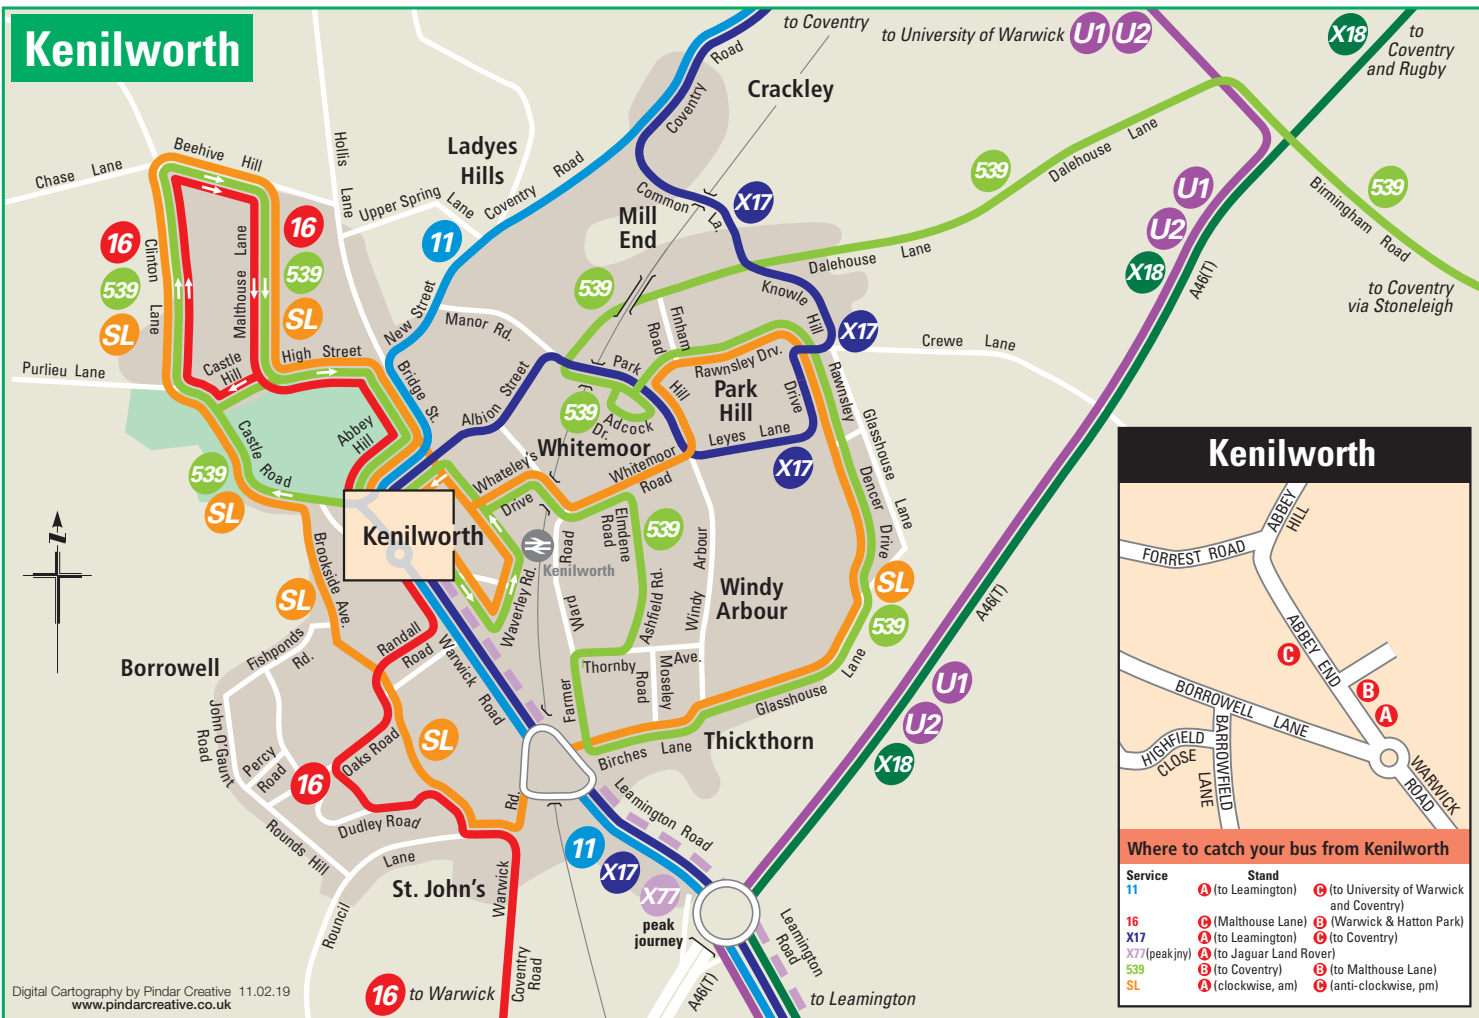 Kenilworth
to Coventry
to University of Warwick U1 U2
X18
to
Coventry
and Rugby
Crackley
Coventry
Road
Ladyes
Hills
Coventry Road
Hollis
Lane
Upper Spring
Lane
Chase Lane
Beehive Hill
16
539
SL
Clinton
Lane
Malthouse Lane
16
539
SL
11
Mill
End
Common La.
X17
539
Dalehouse Lane
U1
U2
X18
A46(T)
539
Birmingham Road
to Coventry
via Stoneleigh
Dalehouse Lane
539
Knowle
Hill
X17
Crewe Lane
New Street
Manor Rd.
Finham
Road
Purlieu Lane
Castle
Hill
High Street
Bridge St.
Park
Hill
Rawnsley Drv.
Park
Hill
Drive
Rawnsley
Glasshouse Lane
Albion Street
539
Adcock
Dr.
Leyes Lane
X17
Abbey
Hill
Castle
Road
539
SL
Whitemoor
Whateley's
Drive
Whitemoor
Road
Dencer Drive
Elmdene
Road
539
Kenilworth
Kenilworth
Waverley Rd.
Ward
Road
Ashfield Rd.
Windy
Arbour
Windy
Arbour
SL
539
A46(T)
Brookside Ave.
SL
Randall
Road
Warwick
Road
Borrowell
Fishponds
Rd.
Farmer
Thornby
Road
Ave.
Moseley
Glasshouse Lane
U1
U2
X18
John O'Gaunt
Road
Percy
Road
Oaks Road
SL
16
Birches Lane
Thickthorn
Rd.
Leamington Road
Dudley Road
Rounds Hill
Lane
Rouncil
St. John's
Warwick
11
X17
X77
peak
journey
Leamington
Road
Coventry
Road
A46(T)
to Leamington
16 to Warwick
Digital Cartography by Pindar Creative 11.02.19
www.pindarcreative.co.uk
Kenilworth
ABBEY
HILL
FORREST ROAD
ABBEY END
C
B
A
BORROWELL LANE
HIGHFIELD
CLOSE
BARROWFIELD
LANE
WARWICK
ROAD
Where to catch your bus from Kenilworth
Service Stand
11 A (to Leamington) C (to University of Warwick
and Coventry)
16 C (Malthouse Lane) B (Warwick & Hatton Park)
X17 A (to Leamington) C (to Coventry)
X77(peak jny) A (to Jaguar Land Rover)
539 B (to Coventry) B (to Malthouse Lane)
SL A (clockwise, am) C (anti-clockwise, pm)